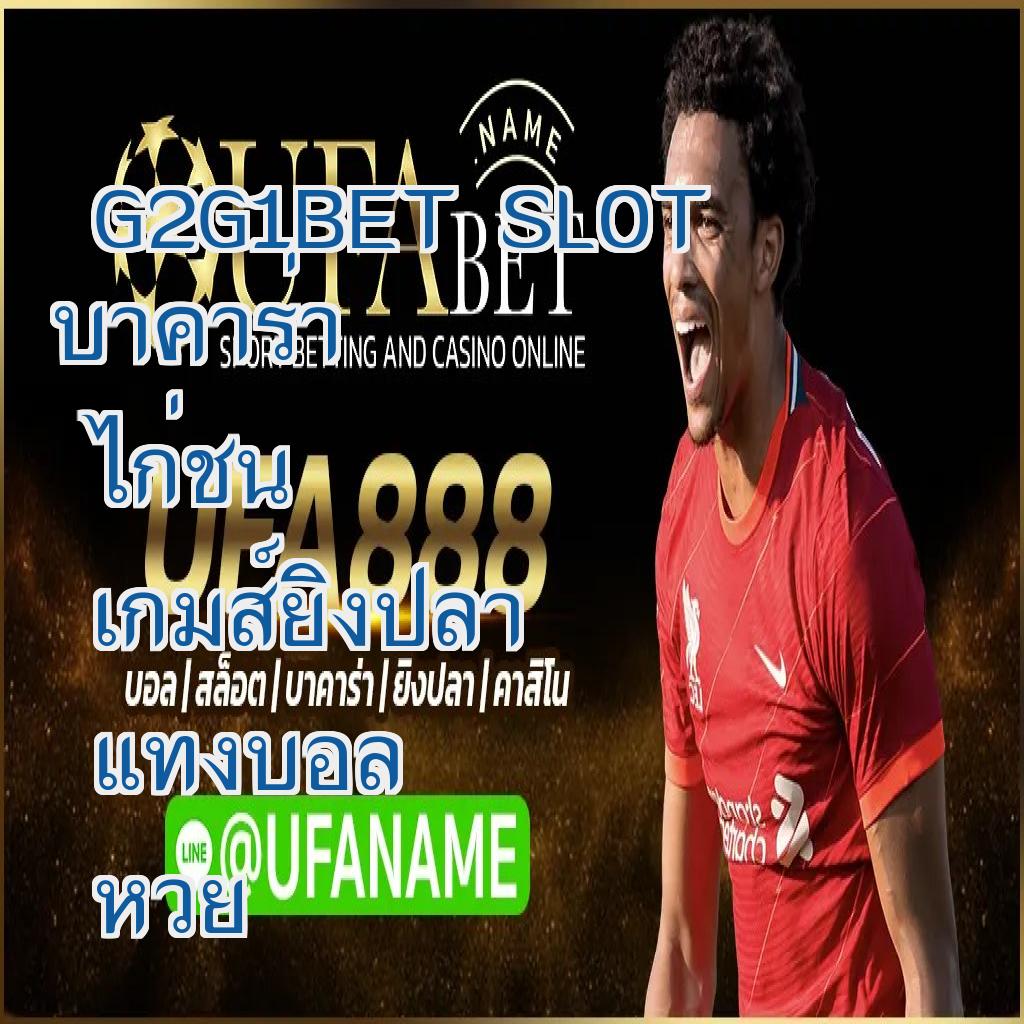 .NAME
UFABET
G2G1BET SLOT
บาคาร่า
SPORT BETTING AND CASINO ONLINE
ไก่ชน
UFA888
เกมส์ยิงปลา
บอล | สล็อต | บาคาร่า | ยิงปลา | คาสิโน
แทงบอล
LINE @UFANAME
หวย